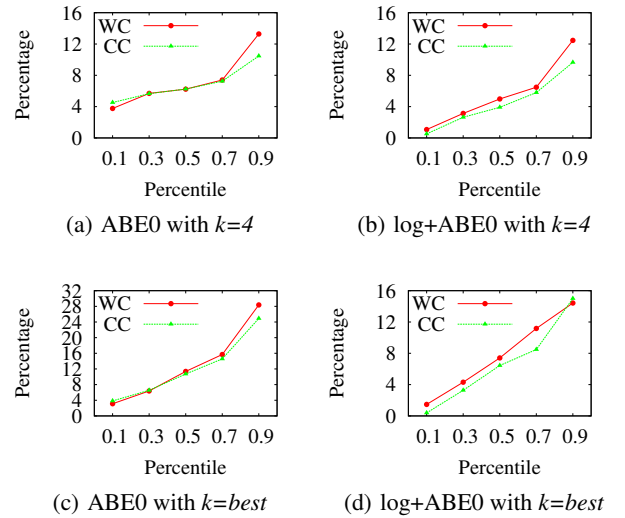 16
WC
CC
12
8
4
0
Percentage
0.1 0.3 0.5 0.7 0.9
Percentile
(a) ABE0 with k=4
16
WC
CC
12
8
4
0
Percentage
0.1 0.3 0.5 0.7 0.9
Percentile
(b) log+ABE0 with k=4
32
28
WC
24
CC
20
16
12
8
4
0
Percentage
0.1 0.3 0.5 0.7 0.9
Percentile
(c) ABE0 with k=best
16
WC
CC
12
8
4
0
Percentage
0.1 0.3 0.5 0.7 0.9
Percentile
(d) log+ABE0 with k=best